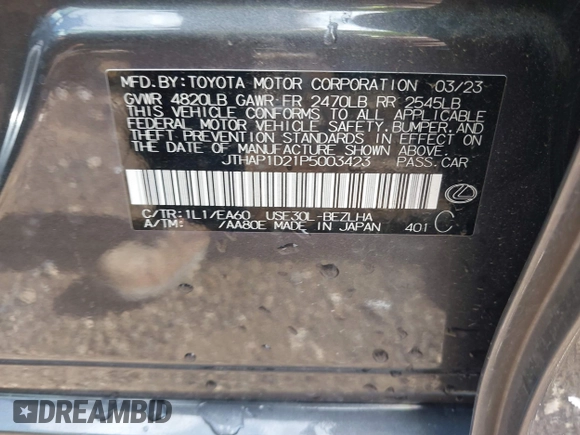 MFD.BY:TOYOTA MOTOR CORPORATION 03/23
GVWR 4820LB GAWR FR 2470LB RR 2545LB
THIS VEHICLE CONFORMS TO ALL APPLICABLE
FEDERAL MOTOR VEHICLE SAFETY, BUMPER, AND
THEFT PREVENTION STANDARDS IN EFFECT ON
THE DATE OF MANUFACTURE SHOWN ABOVE.
JTHAP1D21P5003423 PASS.CAR
C/TR:1L1/EA60 USE30L-BEZLHA
A/TM: /AA80E MADE IN JAPAN 401 C
DREAMBID